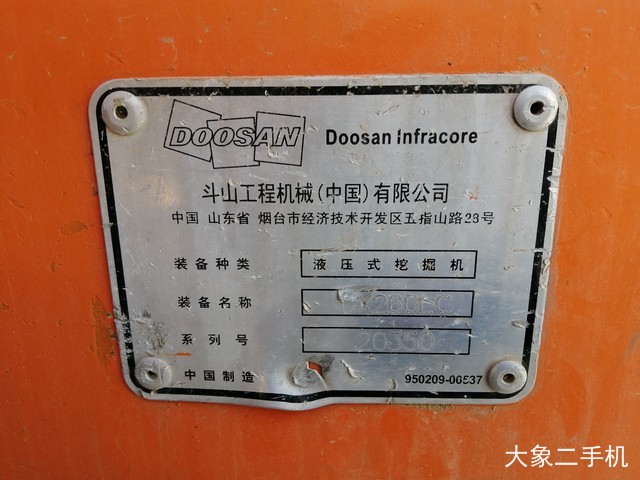 DOOSAN Doosan Infracore
斗山工程机械(中国)有限公司
中国 山东省 烟台市经济技术开发区五指山路28号
装备种类 液压式挖掘机
装备名称
系列号 20350
中国制造 950209-00537
大象二手机